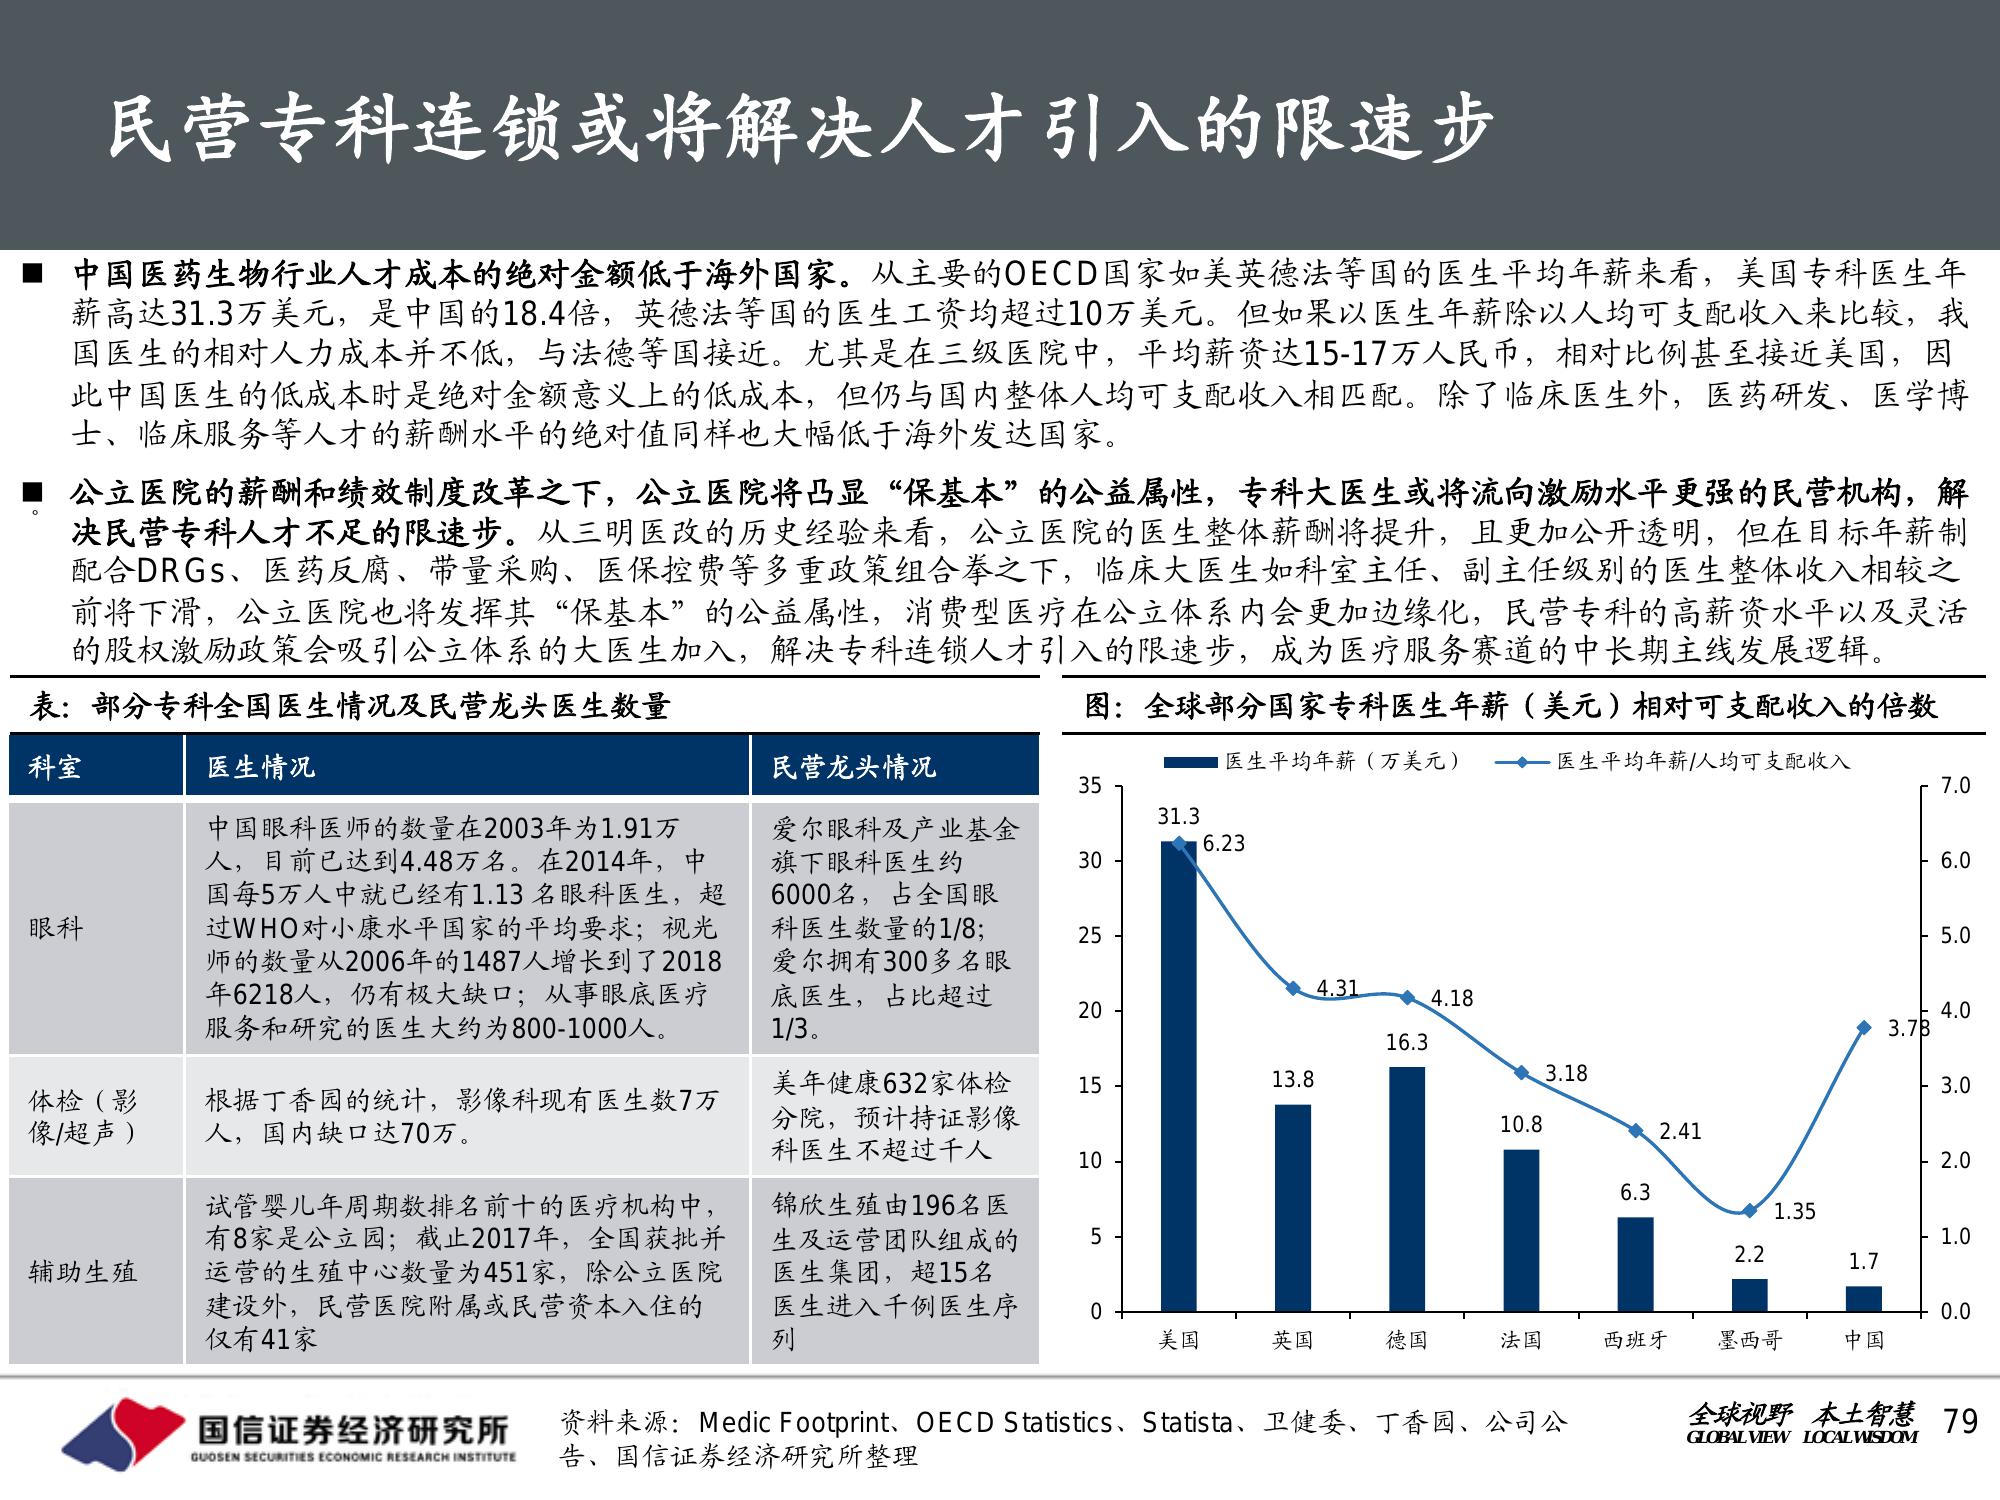 民营专科连锁或将解决人才引入的限速步
■ 中国医药生物行业人才成本的绝对金额低于海外国家。从主要的OECD国家如美英德法等国的医生平均年薪来看，美国专科医生年
薪高达31.3万美元，是中国的18.4倍，英德法等国的医生工资均超过10万美元。但如果以医生年薪除以人均可支配收入来比较，我
国医生的相对人力成本并不低，与法德等国接近。尤其是在三级医院中，平均薪资达15-17万人民币，相对比例甚至接近美国，因
此中国医生的低成本时是绝对金额意义上的低成本，但仍与国内整体人均可支配收入相匹配。除了临床医生外，医药研发、医学博
士、临床服务等人才的薪酬水平的绝对值同样也大幅低于海外发达国家。
■ 公立医院的薪酬和绩效制度改革之下，公立医院将凸显“保基本”的公益属性，专科大医生或将流向激励水平更强的民营机构，解
。
决民营专科人才不足的限速步。从三明医改的历史经验来看，公立医院的医生整体薪酬将提升，且更加公开透明，但在目标年薪制
配合DRGs、医药反腐、带量采购、医保控费等多重政策组合拳之下，临床大医生如科室主任、副主任级别的医生整体收入相较之
前将下滑，公立医院也将发挥其“保基本”的公益属性，消费型医疗在公立体系内会更加边缘化，民营专科的高薪资水平以及灵活
的股权激励政策会吸引公立体系的大医生加入，解决专科连锁人才引入的限速步，成为医疗服务赛道的中长期主线发展逻辑。
表：部分专科全国医生情况及民营龙头医生数量
科室
医生情况
民营龙头情况
眼科
中国眼科医师的数量在2003年为1.91万
人，目前已达到4.48万名。在2014年，中
国每5万人中就已经有1.13 名眼科医生，超
过WHO对小康水平国家的平均要求；视光
师的数量从2006年的1487人增长到了2018
年6218人，仍有极大缺口；从事眼底医疗
服务和研究的医生大约为800-1000人。
爱尔眼科及产业基金
旗下眼科医生约
6000名，占全国眼
科医生数量的1/8；
爱尔拥有300多名眼
底医生，占比超过
1/3。
体检（影
像/超声）
根据丁香园的统计，影像科现有医生数7万
人，国内缺口达70万。
美年健康632家体检
分院，预计持证影像
科医生不超过千人
辅助生殖
试管婴儿年周期数排名前十的医疗机构中，
有8家是公立园；截止2017年，全国获批并
运营的生殖中心数量为451家，除公立医院
建设外，民营医院附属或民营资本入住的
仅有41家
锦欣生殖由196名医
生及运营团队组成的
医生集团，超15名
医生进入千例医生序
列
图：全球部分国家专科医生年薪（美元）相对可支配收入的倍数
医生平均年薪（万美元） 医生平均年薪/人均可支配收入
35
30
25
20
15
10
5
0
7.0
6.0
5.0
4.0
3.0
2.0
1.0
0.0
31.3
13.8
16.3
10.8
6.3
2.2
1.7
6.23
4.31
4.18
3.18
2.41
1.35
3.78
美国 英国 德国 法国 西班牙 墨西哥 中国
国信证券经济研究所
GUOSEN SECURITIES ECONOMIC RESEARCH INSTITUTE
资料来源：Medic Footprint、OECD Statistics、Statista、卫健委、丁香园、公司公
告、国信证券经济研究所整理
全球视野 本土智慧
GLOBAL VIEW LOCAL WISDOM
79